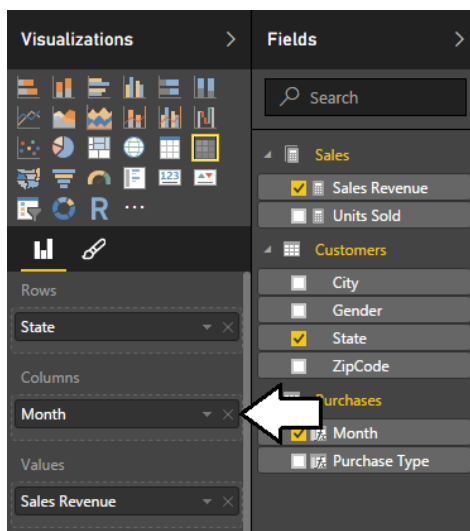 Visualizations
Fields
Search
123
R
Sales
Sales Revenue
Units Sold
Customers
City
Gender
State
ZipCode
Purchases
Month
Purchase Type
Rows
State
Columns
Month
Values
Sales Revenue